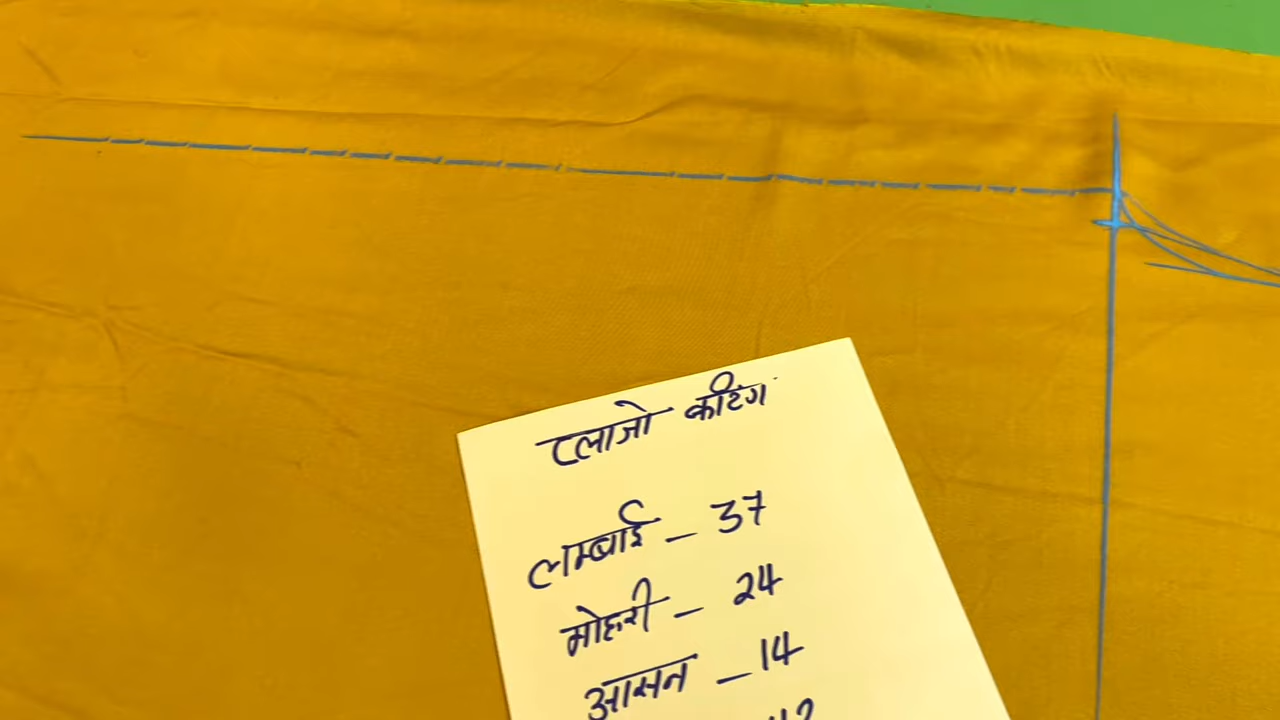 प्लाजो कटिंग
लम्बाई - 37
मोहरी - 24
आसन - 14